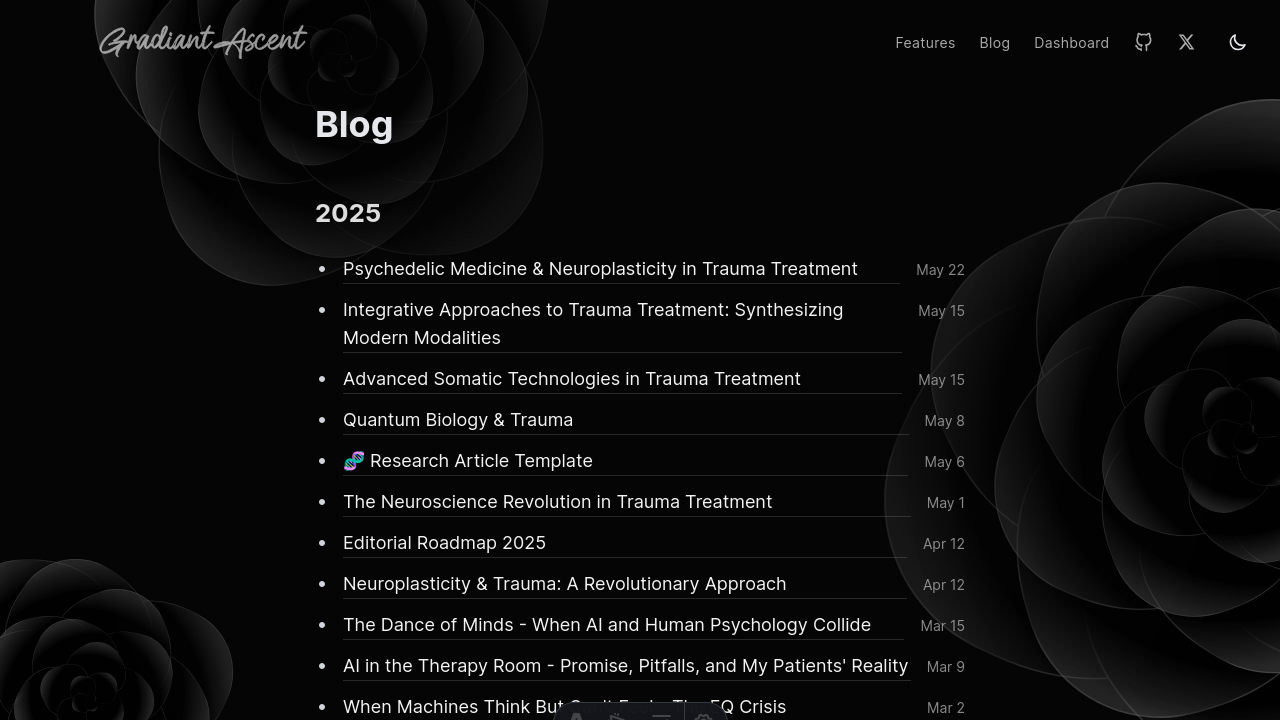 Gradiant Ascent
Features
Blog
Dashboard
Blog
2025
Psychedelic Medicine & Neuroplasticity in Trauma Treatment
May 22
Integrative Approaches to Trauma Treatment: Synthesizing
Modern Modalities
May 15
Advanced Somatic Technologies in Trauma Treatment
May 15
Quantum Biology & Trauma
May 8
🧬 Research Article Template
May 6
The Neuroscience Revolution in Trauma Treatment
May 1
Editorial Roadmap 2025
Apr 12
Neuroplasticity & Trauma: A Revolutionary Approach
Apr 12
The Dance of Minds - When AI and Human Psychology Collide
Mar 15
AI in the Therapy Room - Promise, Pitfalls, and My Patients' Reality
Mar 9
When Machines Think But Can't Feel - The EQ Crisis
Mar 2